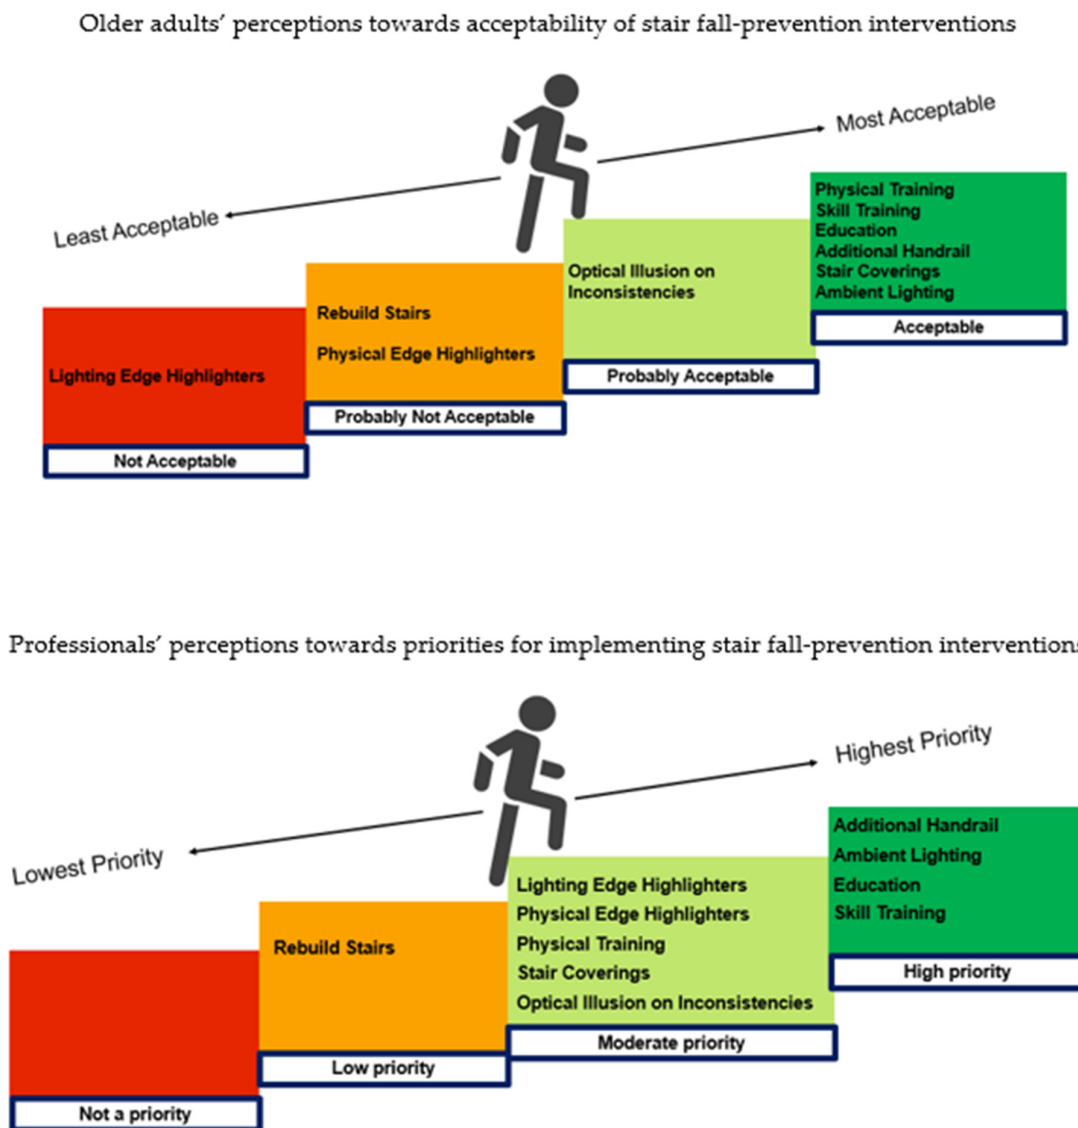 Older adults’ perceptions towards acceptability of stair fall-prevention interventions
Most Acceptable
Least Acceptable
Lighting Edge Highlighters
Not Acceptable
Rebuild Stairs
Physical Edge Highlighters
Probably Not Acceptable
Optical Illusion on
Inconsistencies
Probably Acceptable
Physical Training
Skill Training
Education
Additional Handrail
Stair Coverings
Ambient Lighting
Acceptable
Professionals’ perceptions towards priorities for implementing stair fall-prevention interventions
Highest Priority
Lowest Priority
Not a priority
Rebuild Stairs
Low priority
Lighting Edge Highlighters
Physical Edge Highlighters
Physical Training
Stair Coverings
Optical Illusion on Inconsistencies
Moderate priority
Additional Handrail
Ambient Lighting
Education
Skill Training
High priority